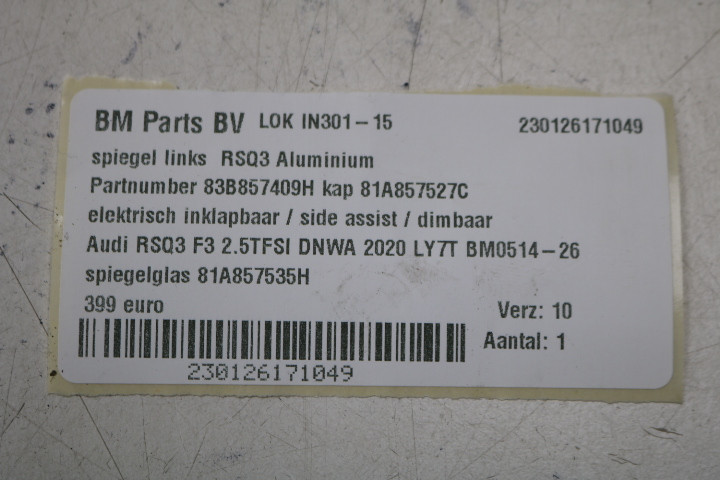 BM Parts BV LOK IN301-15 230126171049
spiegel links RSQ3 Aluminium
Partnumber 83B857409H kap 81A857527C
elektrisch inklapbaar / side assist / dimbaar
Audi RSQ3 F3 2.5TFSI DNWA 2020 LY7T BM0514-26
spiegelglas 81A857535H
399 euro Verz: 10
Aantal: 1
230126171049